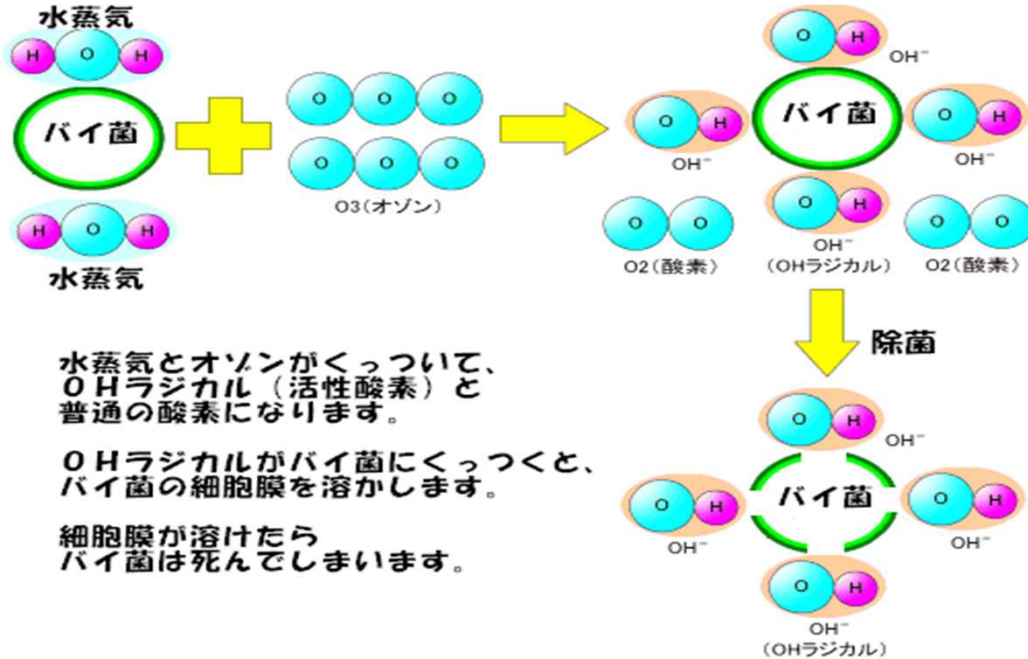 水蒸気
H O H
バイ菌
H O H
水蒸気
O O O
O O O
O3(オゾン)
O H
OH⁻
O H
OH⁻
バイ菌
O H
OH⁻
O H
OH⁻
(OHラジカル)
O O
O2(酸素)
O O
O2(酸素)
除菌
水蒸気とオゾンがくっついて、
OHラジカル(活性酸素)と
普通の酸素になります。
OHラジカルがバイ菌にくっつくと、
バイ菌の細胞膜を溶かします。
細胞膜が溶けたら
バイ菌は死んでしまいます。
O H
OH⁻
O H
OH⁻
バイ菌
O H
OH⁻
O H
OH⁻
(OHラジカル)